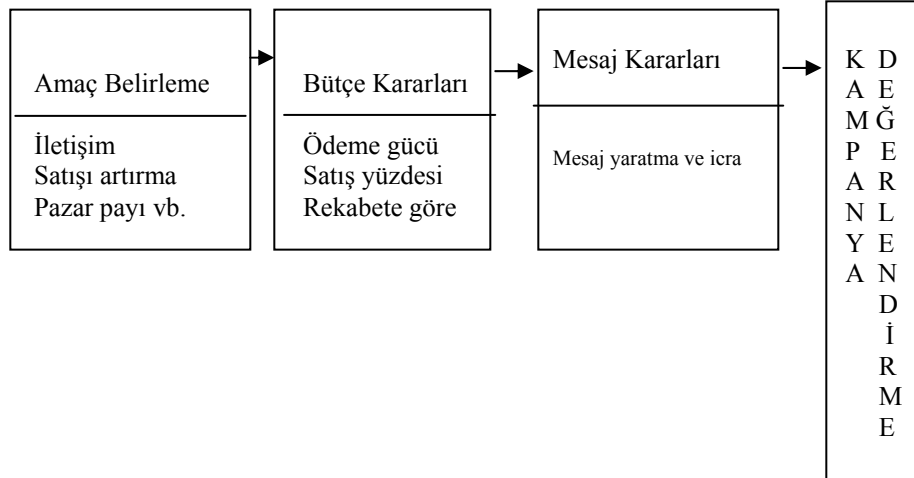 Amaç Belirleme
İletişim
Satışı artırma
Pazar payı vb.
Bütçe Kararları
Ödeme gücü
Satış yüzdesi
Rekabete göre
Mesaj Kararları
Mesaj yaratma ve icra
KAMPANYA
DEĞERLENDİRME